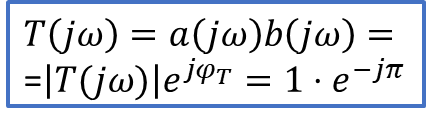 T(jω) = a(jω)b(jω) =
=|T(jω)|e^{jφ_T} = 1 · e^{−jπ}